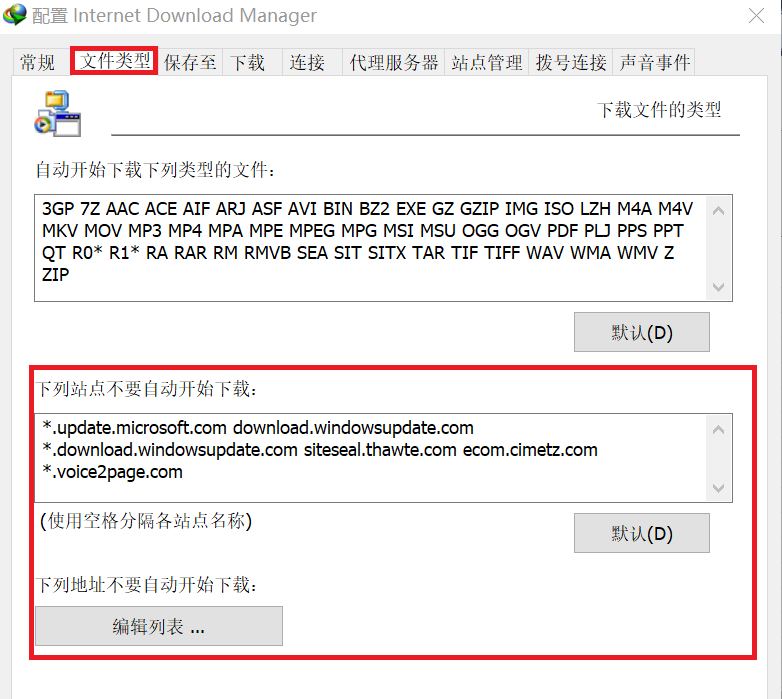 配置 Internet Download Manager
常规 文件类型 保存至 下载 连接 代理服务器 站点管理 拨号连接 声音事件
下载文件的类型
自动开始下载下列类型的文件:
3GP 7Z AAC ACE AIF ARJ ASF AVI BIN BZ2 EXE GZ GZIP IMG ISO LZH M4A M4V
MKV MOV MP3 MP4 MPA MPE MPEG MPG MSI MSU OGG OGV PDF PLJ PPS PPT
QT R0* R1* RA RAR RM RMVB SEA SIT SITX TAR TIF TIFF WAV WMA WMV Z
ZIP
默认(D)
下列站点不要自动开始下载:
*.update.microsoft.com download.windowsupdate.com
*.download.windowsupdate.com siteseal.thawte.com ecom.cimetz.com
*.voice2page.com
(使用空格分隔各站点名称)
默认(D)
下列地址不要自动开始下载:
编辑列表 ...